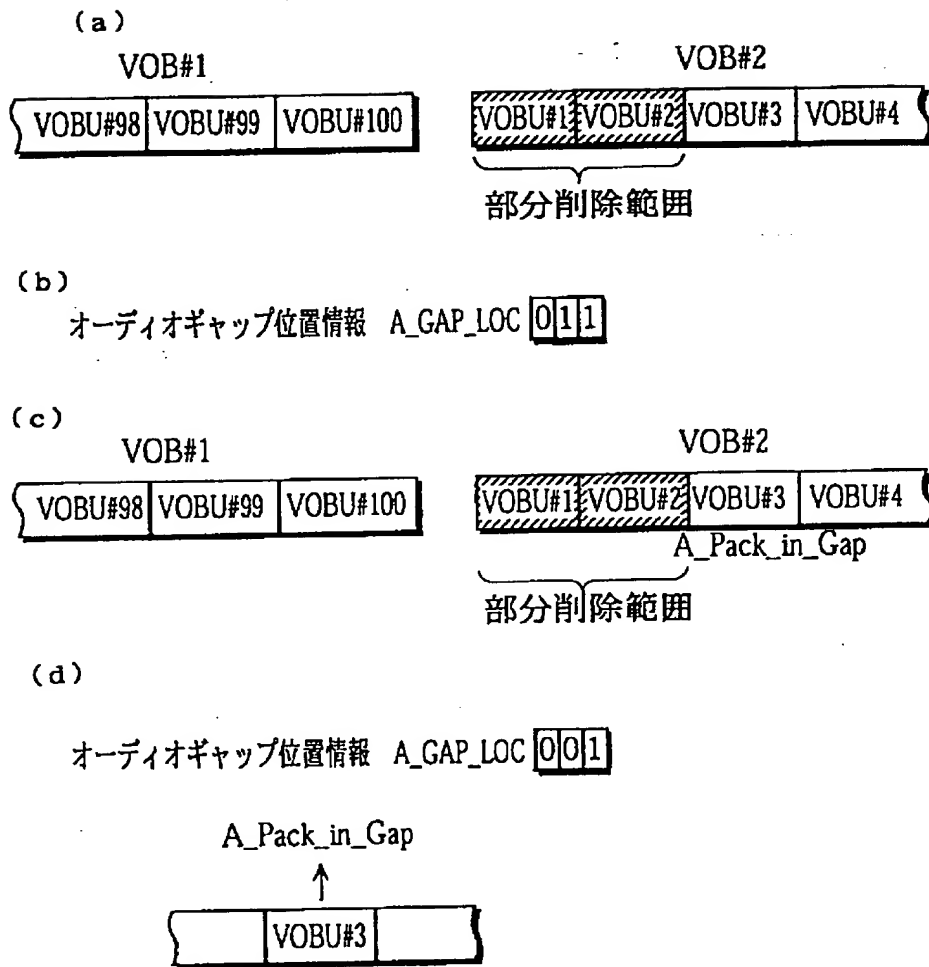 (a)
VOB#1 VOB#2
VOBU#98 VOBU#99 VOBU#100 VOBU#1 VOBU#2 VOBU#3 VOBU#4
部分削除範囲
(b)
オーディオギャップ位置情報 A_GAP_LOC 0 1 1
(c)
VOB#1 VOB#2
VOBU#98 VOBU#99 VOBU#100 VOBU#1 VOBU#2 VOBU#3 VOBU#4
A_Pack_in_Gap
部分削除範囲
(d)
オーディオギャップ位置情報 A_GAP_LOC 0 0 1
A_Pack_in_Gap
VOBU#3